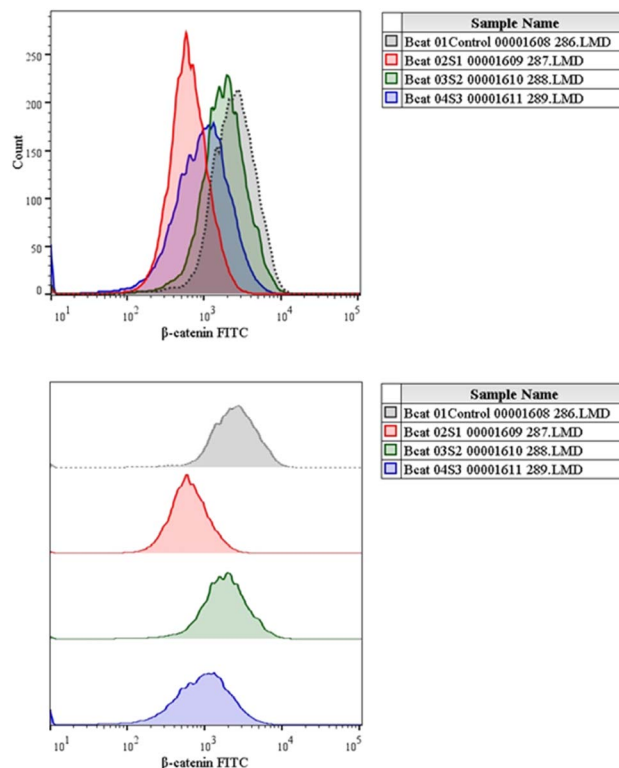 Sample Name
Bcat 01Control 00001608 286.LMD
Bcat 02S1 00001609 287.LMD
Bcat 03S2 00001610 288.LMD
Bcat 04S3 00001611 289.LMD
250
200
150
100
50
0
Count
10¹ 10² 10³ 10⁴ 10⁵
β-catenin FITC
Sample Name
Bcat 01Control 00001608 286.LMD
Bcat 02S1 00001609 287.LMD
Bcat 03S2 00001610 288.LMD
Bcat 04S3 00001611 289.LMD
10¹ 10² 10³ 10⁴ 10⁵
β-catenin FITC